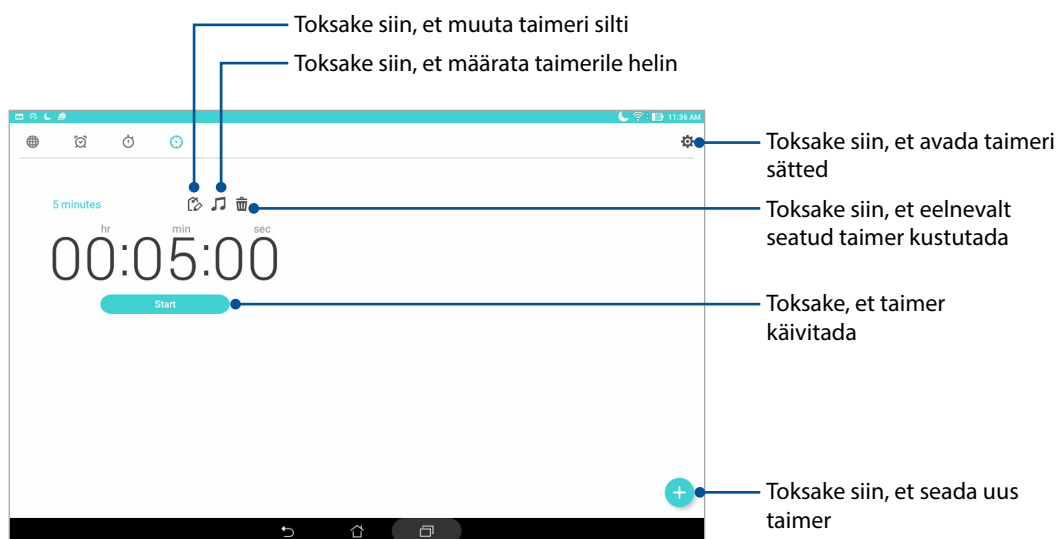 Toksake siin, et muuta taimeri silti
Toksake siin, et määrata taimerile helin
11:36 AM
Toksake siin, et avada taimeri
sätted
5 minutes
Toksake siin, et eelnevalt
seatud taimer kustutada
hr min sec
00:05:00
Start
Toksake, et taimer
käivitada
Toksake siin, et seada uus
taimer